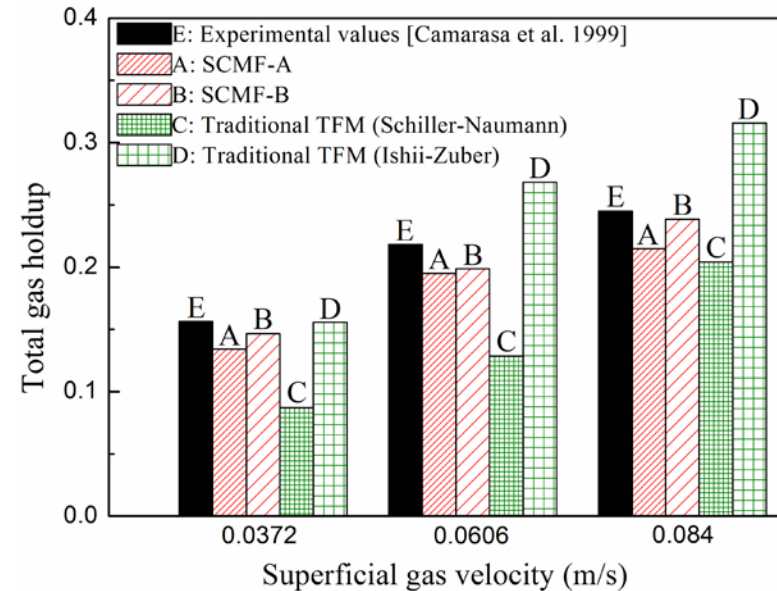 0.4
E: Experimental values [Camarasa et al. 1999]
A: SCMF-A
B: SCMF-B
C: Traditional TFM (Schiller-Naumann)
D: Traditional TFM (Ishii-Zuber)
0.3
0.2
0.1
0.0
Total gas holdup
E A B C D
E A B C D
E A B C D
0.0372 0.0606 0.084
Superficial gas velocity (m/s)